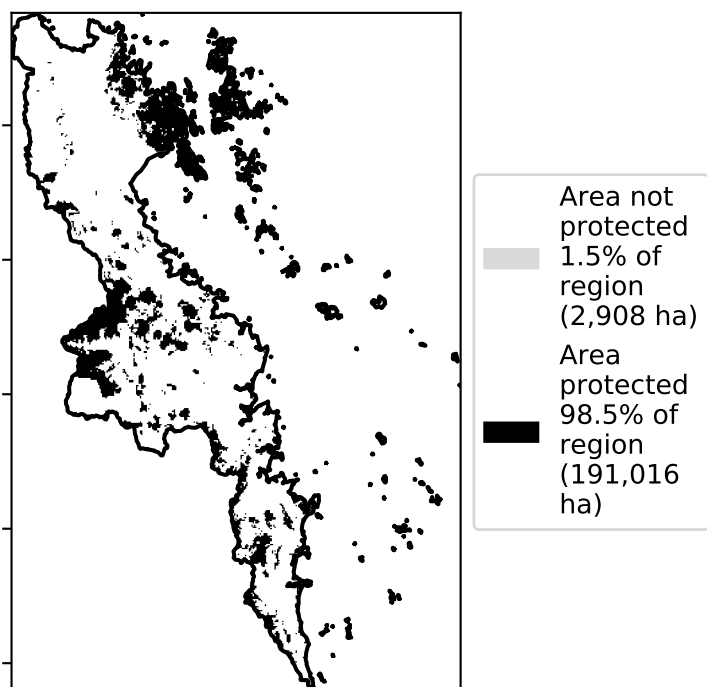 Area not
protected
1.5% of
region
(2,908 ha)
Area
protected
98.5% of
region
(191,016
ha)